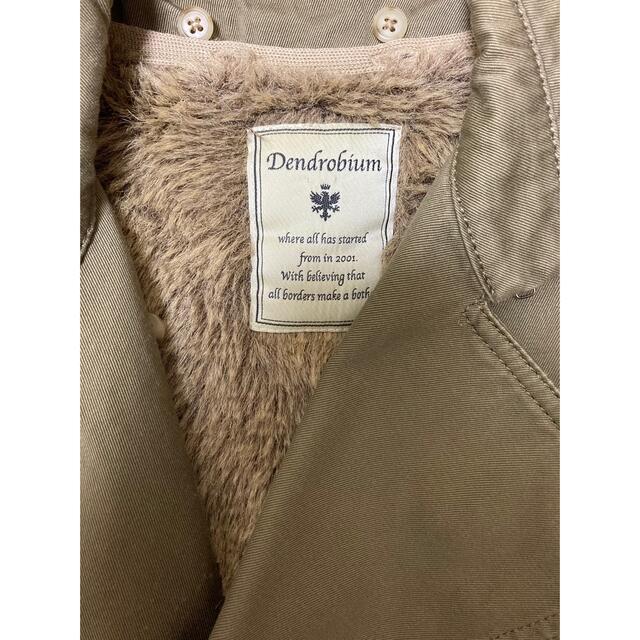 Dendrobium
where all has started
from in 2001.
With believing that
all borders make a both